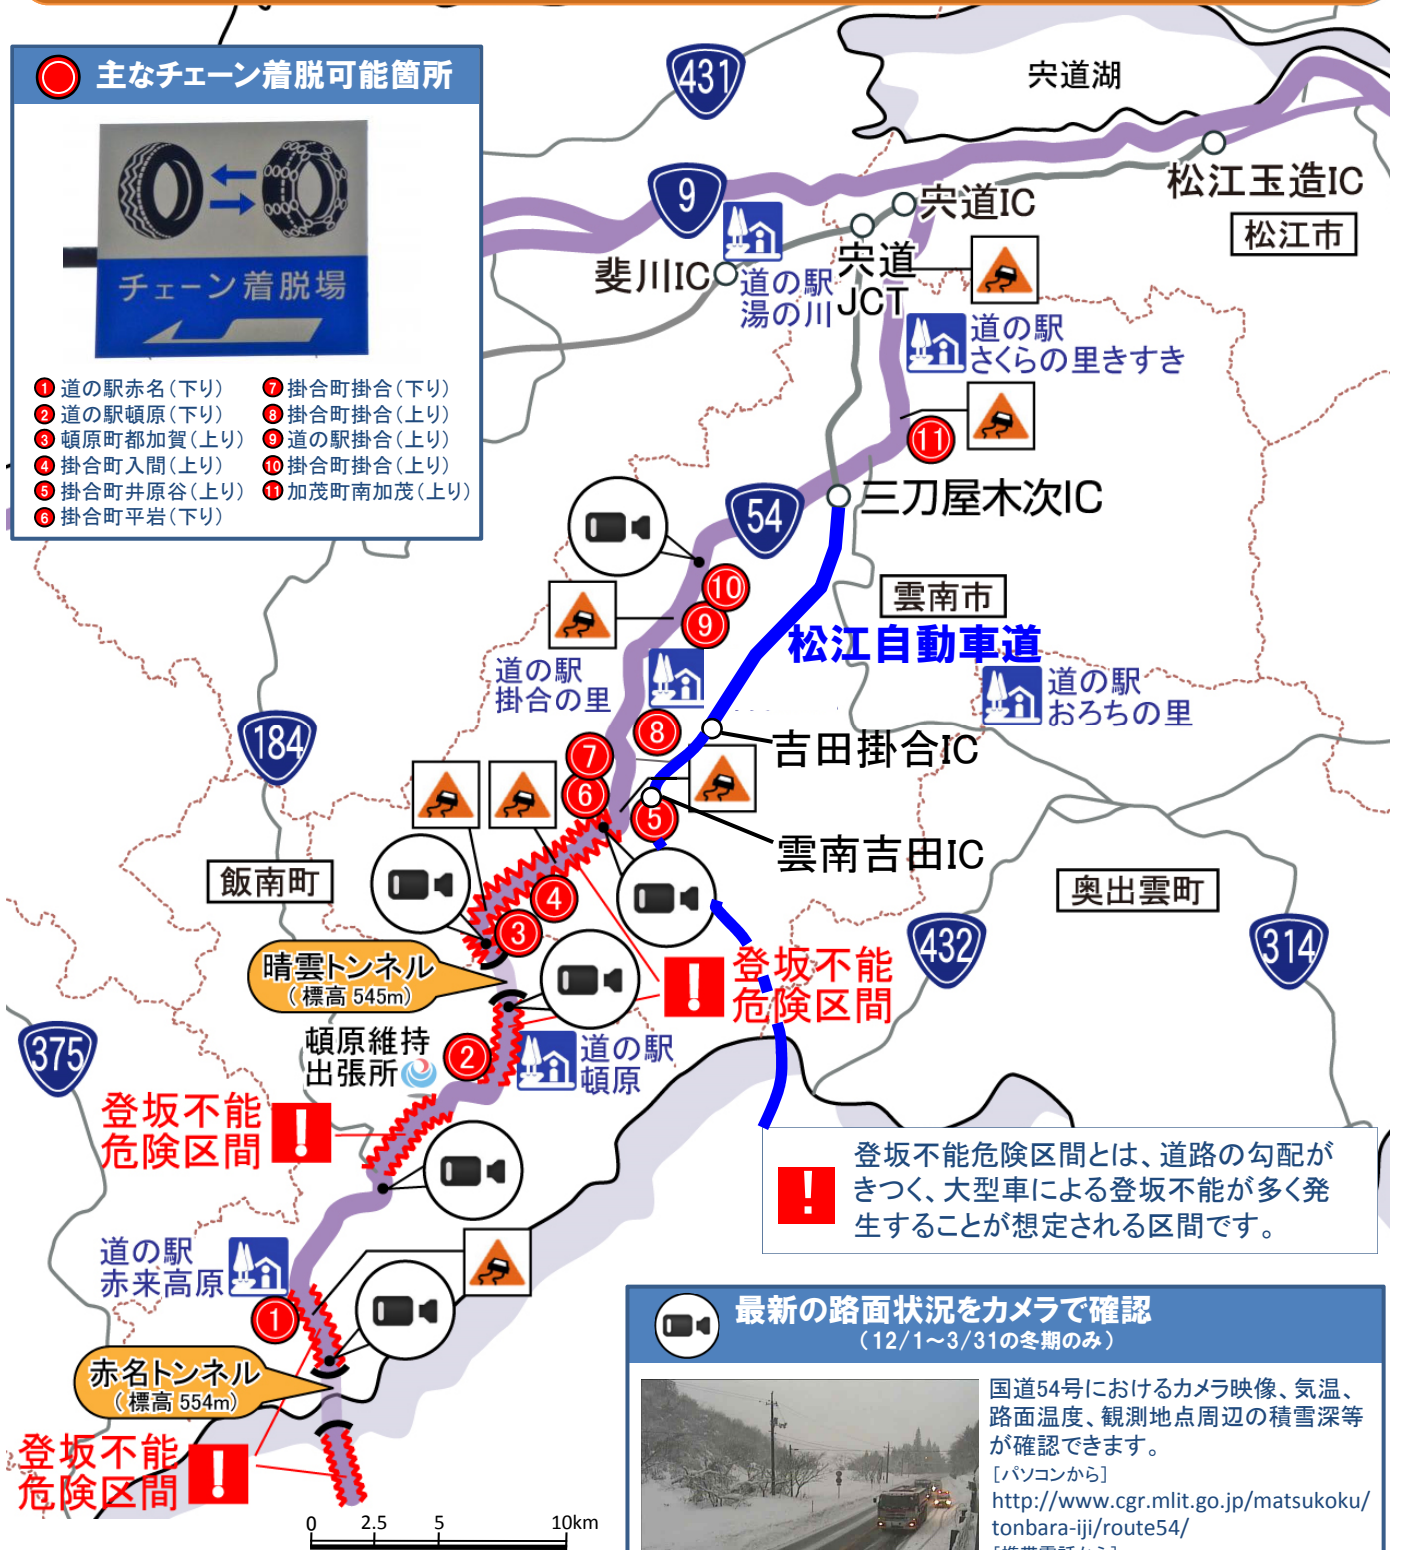 主なチェーン着脱可能箇所
チェーン着脱場
1 道の駅赤名(下り)
2 道の駅頓原(下り)
3 頓原町都加賀(上り)
4 掛合町入間(上り)
5 掛合町井原谷(上り)
6 掛合町平岩(下り)
7 掛合町掛合(下り)
8 掛合町掛合(上り)
9 道の駅掛合(上り)
10 掛合町掛合(上り)
11 加茂町南加茂(上り)
431
宍道湖
9
松江玉造IC
宍道IC
松江市
斐川IC
道の駅
湯の川
宍道
JCT
道の駅
さくらの里きすき
11
三刀屋木次IC
54
10
9
雲南市
松江自動車道
道の駅
掛合の里
道の駅
おろちの里
184
8
7
吉田掛合IC
6
5
雲南吉田IC
飯南町
4
奥出雲町
3
432
314
晴雲トンネル
(標高 545m)
登坂不能
危険区間
!
375
頓原維持
出張所
2
道の駅
頓原
登坂不能
危険区間
!
!
登坂不能危険区間とは、道路の勾配が
きつく、大型車による登坂不能が多く発
生することが想定される区間です。
道の駅
赤来高原
1
赤名トンネル
(標高 554m)
登坂不能
危険区間
!
0 2.5 5 10km
最新の路面状況をカメラで確認
(12/1~3/31の冬期のみ)
国道54号におけるカメラ映像、気温、
路面温度、観測地点周辺の積雪深等
が確認できます。
[パソコンから]
http://www.cgr.mlit.go.jp/matsukoku/
tonbara-iji/route54/